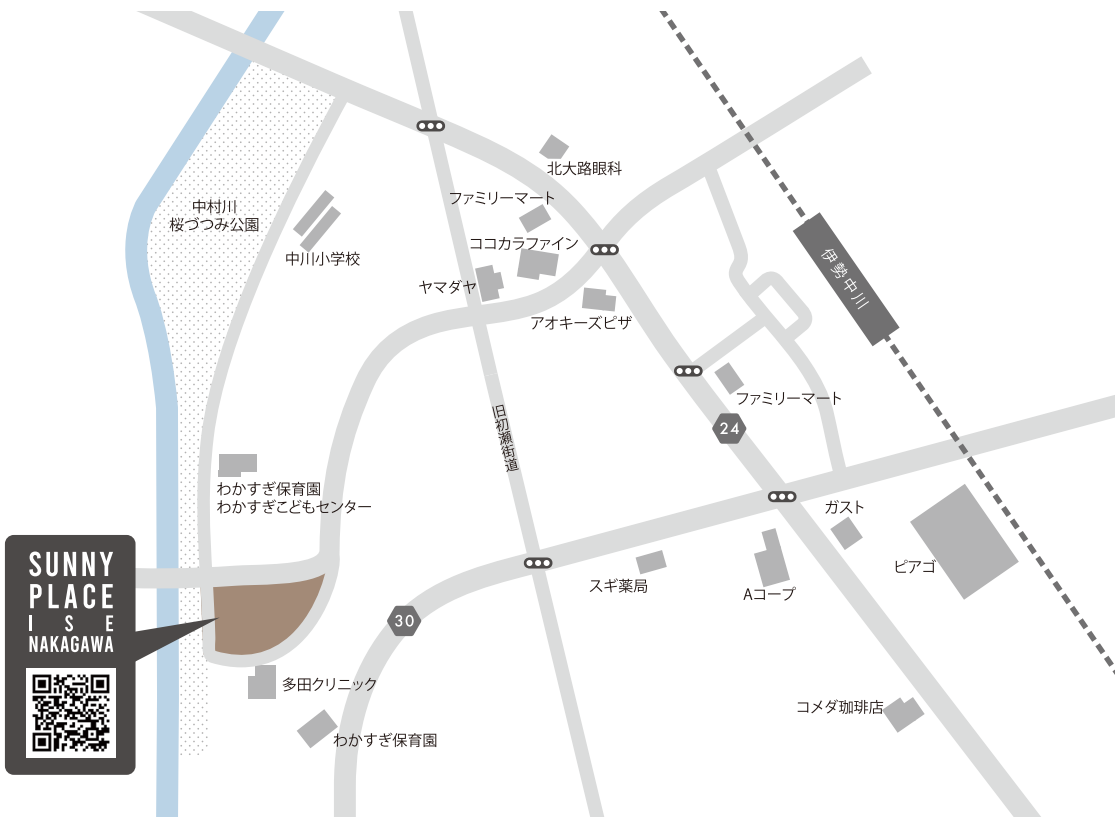 北大路眼科
ファミリーマート
中村川
桜づつみ公園
中川小学校
ココカラファイン
ヤマダヤ
アオキーズピザ
伊勢中川
ファミリーマート
24
旧初瀬街道
わかすぎ保育園
わかすぎこどもセンター
ガスト
ピアゴ
スギ薬局
Aコープ
SUNNY
PLACE
ISE
NAKAGAWA
30
多田クリニック
コメダ珈琲店
わかすぎ保育園